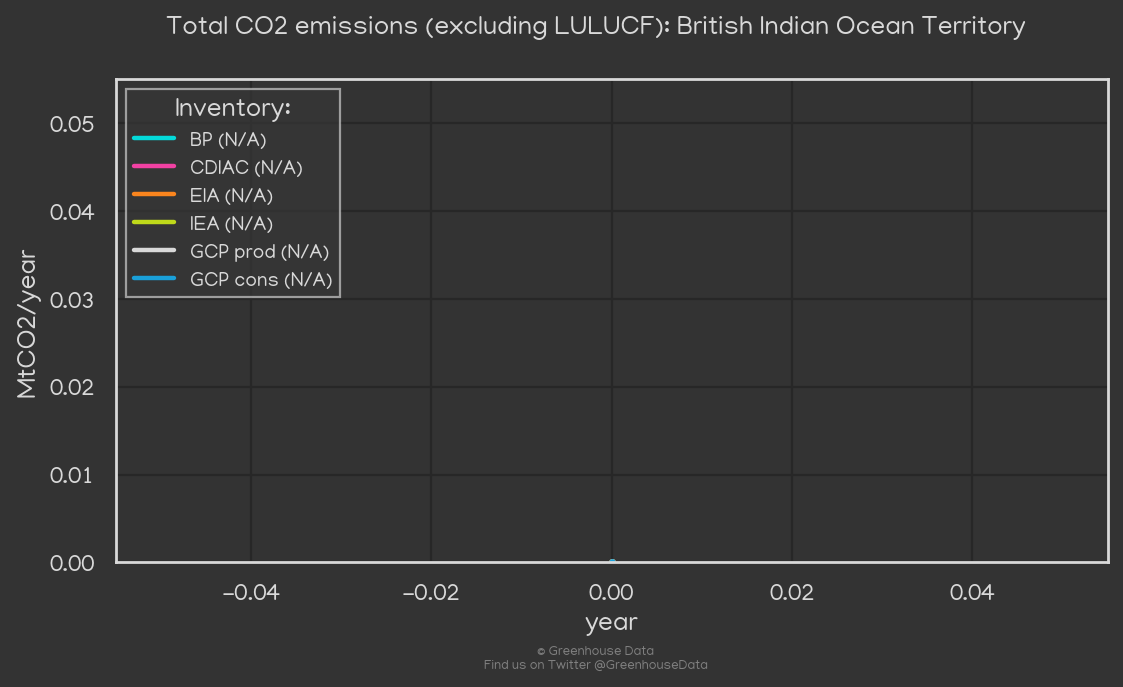 Total CO2 emissions (excluding LULUCF): British Indian Ocean Territory
Inventory:
BP (N/A)
CDIAC (N/A)
EIA (N/A)
IEA (N/A)
GCP prod (N/A)
GCP cons (N/A)
MtCO2/year
0.05
0.04
0.03
0.02
0.01
0.00
−0.04 −0.02 0.00 0.02 0.04
year
© Greenhouse Data
Find us on Twitter @GreenhouseData